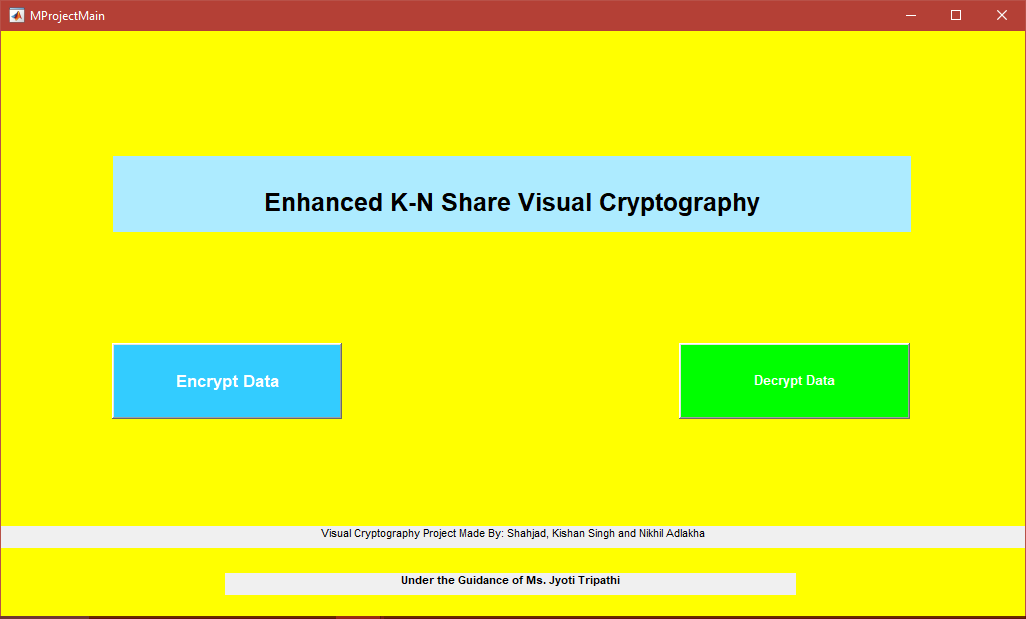 MProjectMain
Enhanced K-N Share Visual Cryptography
Encrypt Data
Decrypt Data
Visual Cryptography Project Made By: Shahjad, Kishan Singh and Nikhil Adlakha
Under the Guidance of Ms. Jyoti Tripathi